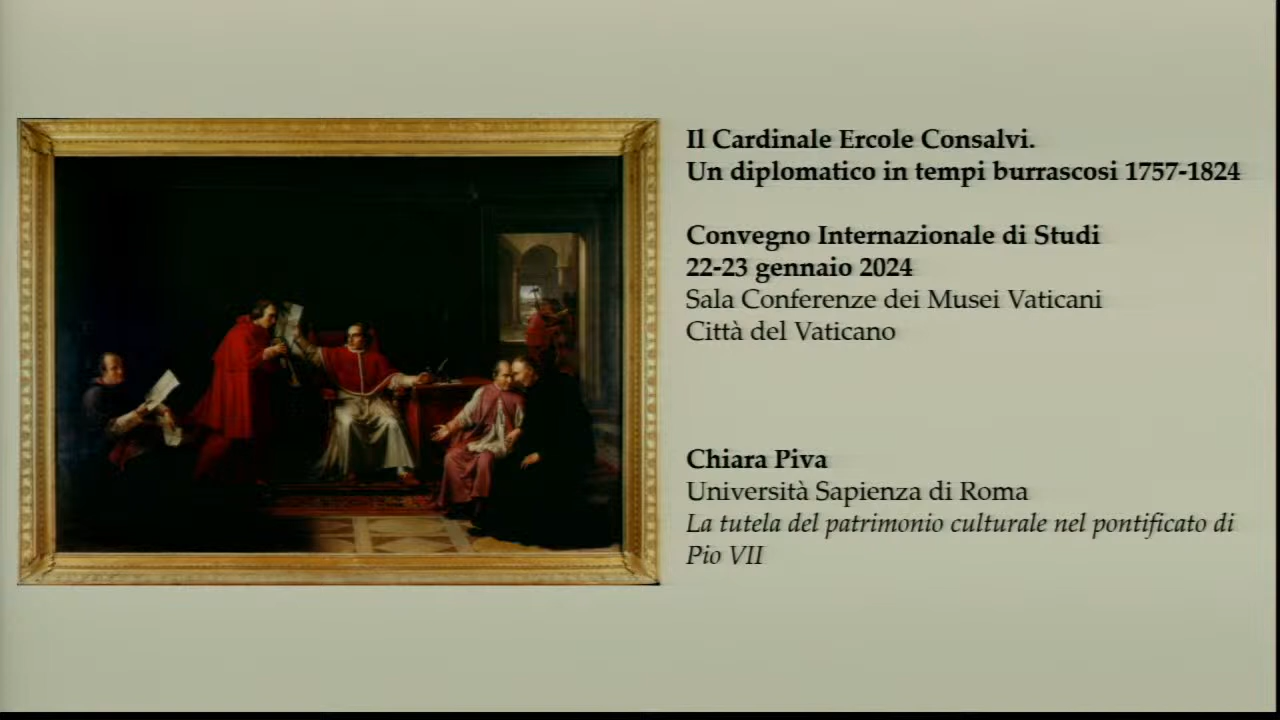 Il Cardinale Ercole Consalvi.
Un diplomatico in tempi burrascosi 1757-1824
Convegno Internazionale di Studi
22-23 gennaio 2024
Sala Conferenze dei Musei Vaticani
Città del Vaticano
Chiara Piva
Università Sapienza di Roma
La tutela del patrimonio culturale nel pontificato di
Pio VII